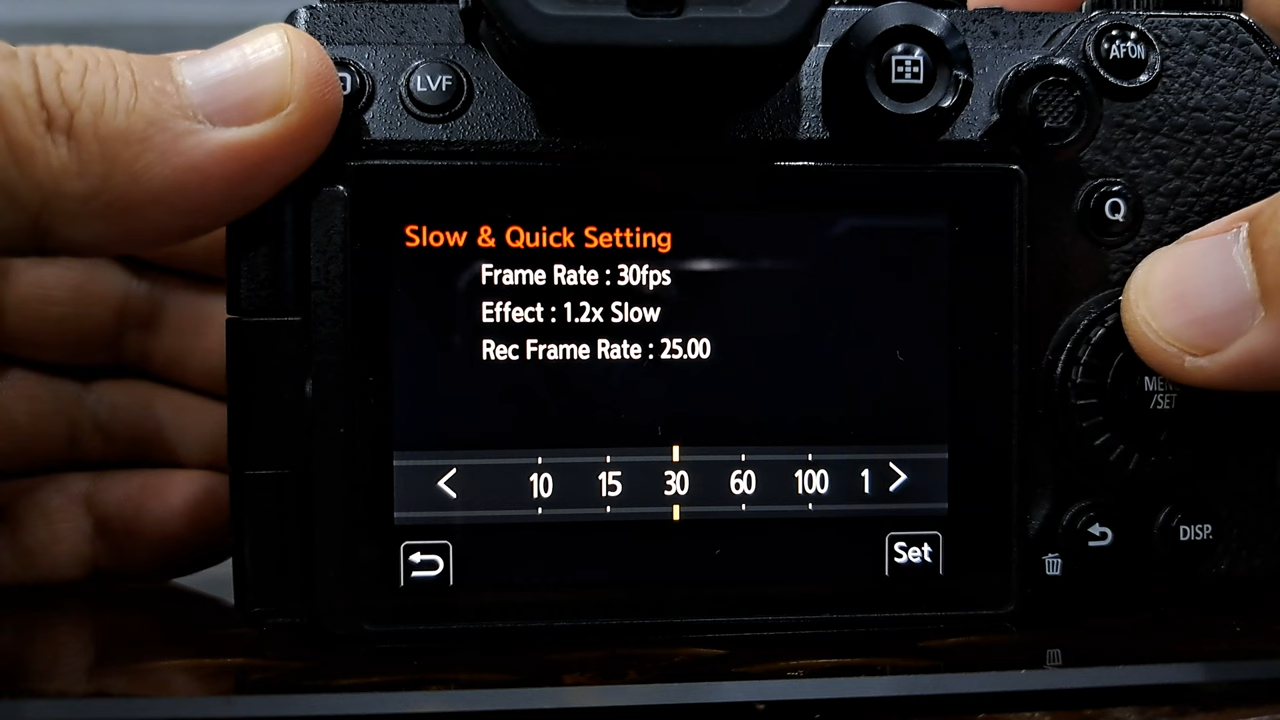 LVF
AF ON
Q
Slow & Quick Setting
Frame Rate : 30fps
Effect : 1.2x Slow
Rec Frame Rate : 25.00
MENU
/SET
10 15 30 60 100 1
Set
DISP.